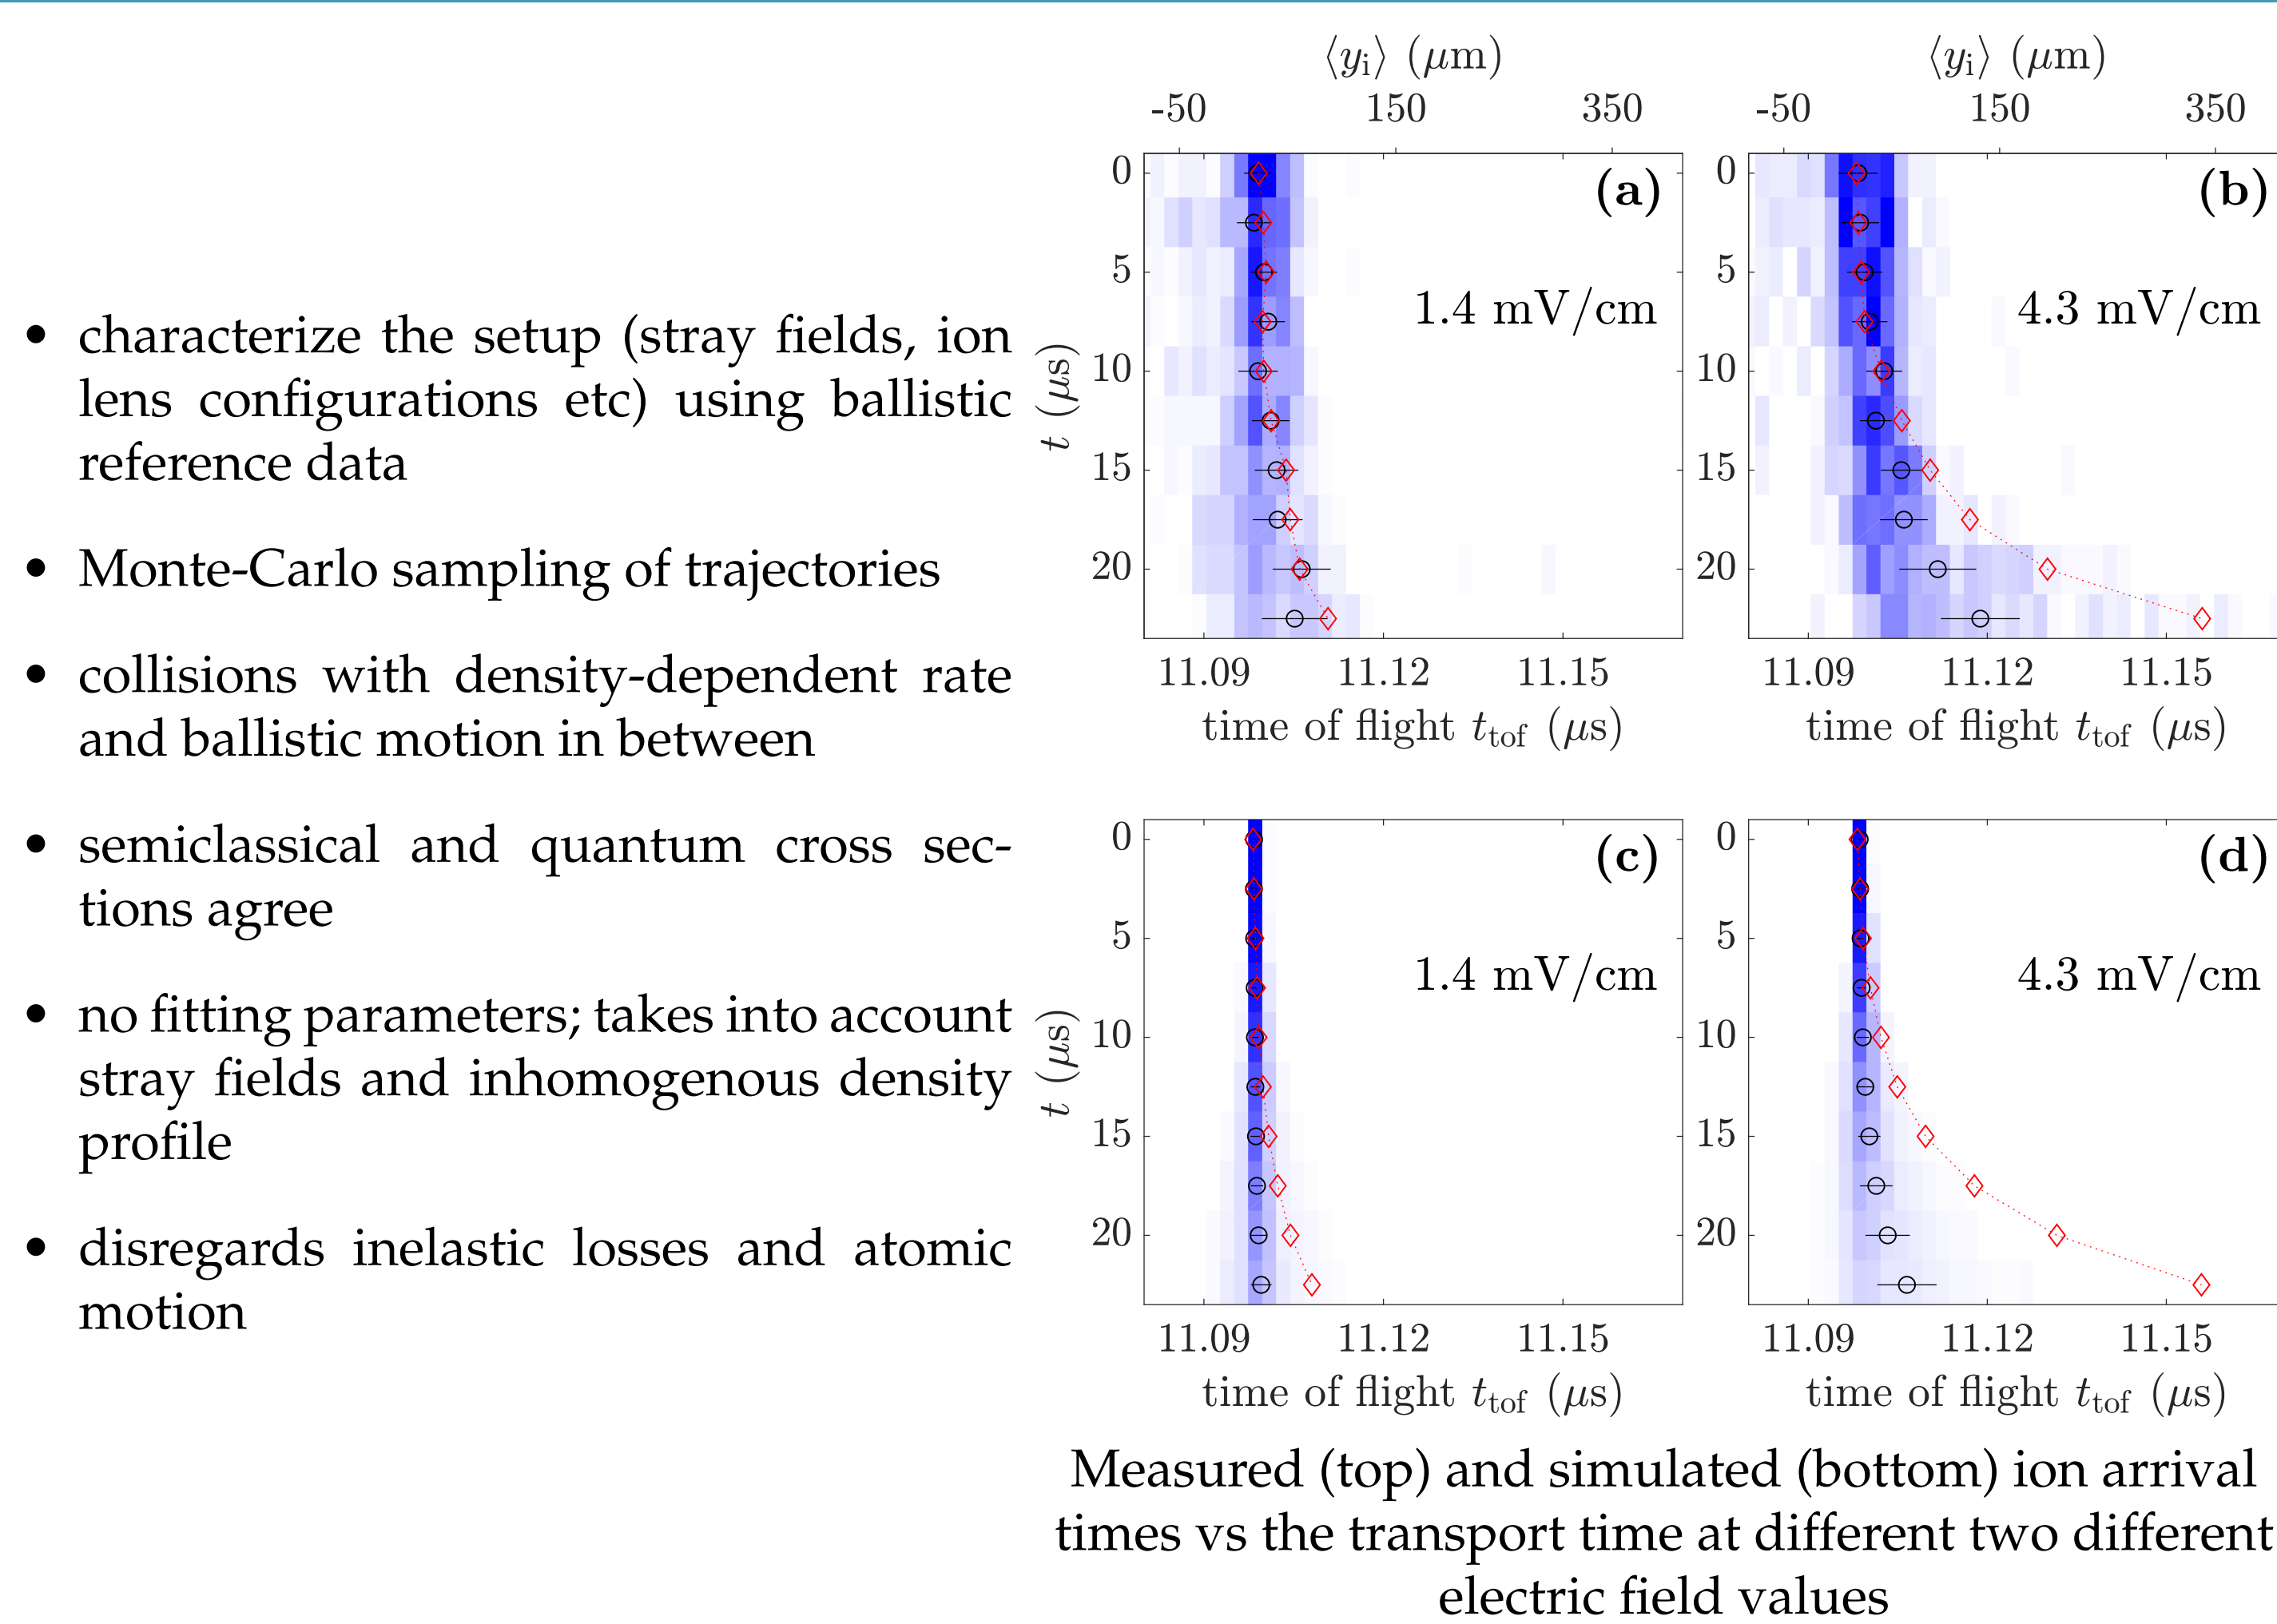 • characterize the setup (stray fields, ion
lens configurations etc) using ballistic
reference data
• Monte-Carlo sampling of trajectories
• collisions with density-dependent rate
and ballistic motion in between
• semiclassical and quantum cross sec-
tions agree
• no fitting parameters; takes into account
stray fields and inhomogenous density
profile
• disregards inelastic losses and atomic
motion
⟨y_i⟩ (μm)
-50 150 350
(a)
1.4 mV/cm
t (μs)
0
5
10
15
20
11.09 11.12 11.15
time of flight t_tof (μs)
⟨y_i⟩ (μm)
-50 150 350
(b)
4.3 mV/cm
0
5
10
15
20
11.09 11.12 11.15
time of flight t_tof (μs)
(c)
1.4 mV/cm
t (μs)
0
5
10
15
20
11.09 11.12 11.15
time of flight t_tof (μs)
(d)
4.3 mV/cm
0
5
10
15
20
11.09 11.12 11.15
time of flight t_tof (μs)
Measured (top) and simulated (bottom) ion arrival
times vs the transport time at different two different
electric field values